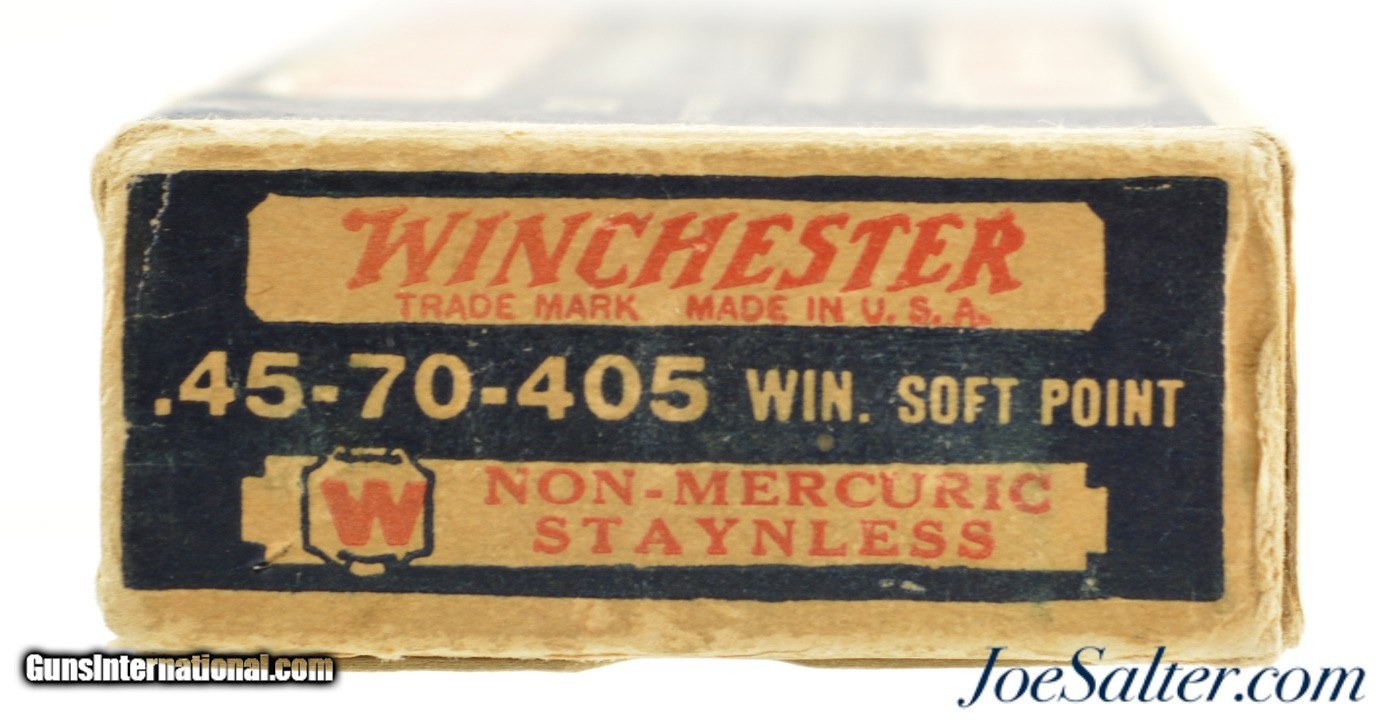 WINCHESTER
TRADE MARK MADE IN U.S.A.
.45-70-405 WIN. SOFT POINT
W NON-MERCURIC
STAYNLESS
GunsInternational.com
JoeSalter.com